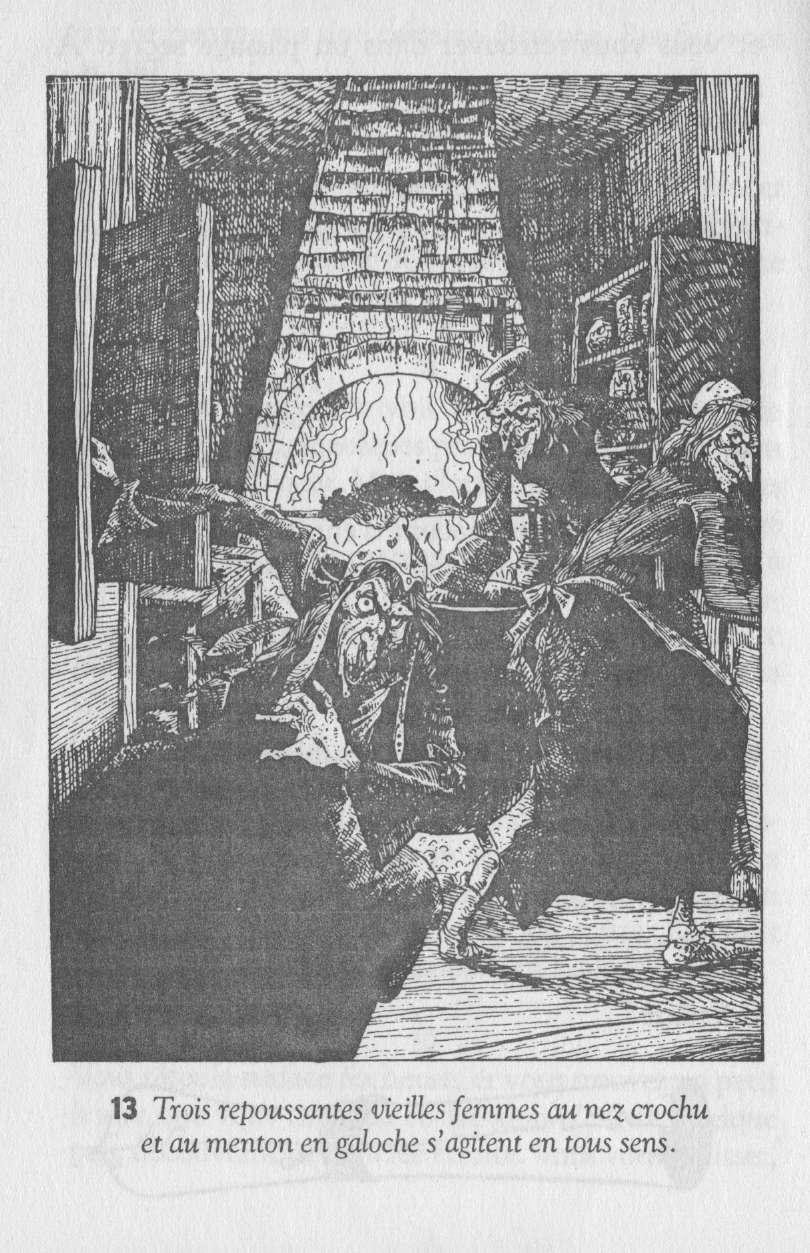 13 Trois repoussantes vieilles femmes au nez crochu
et au menton en galoche s'agitent en tous sens.